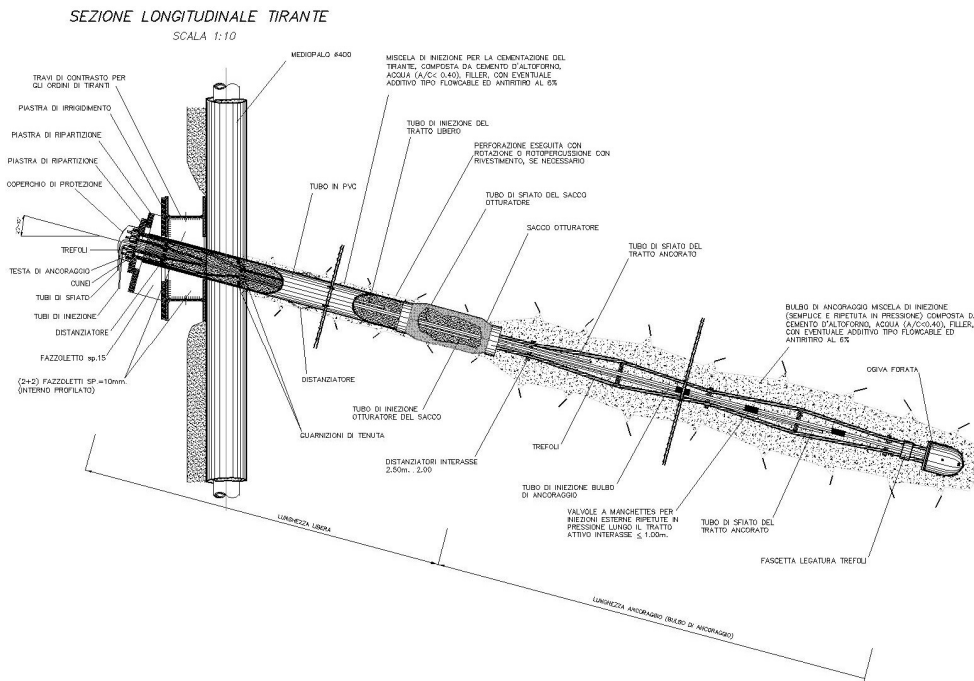 SEZIONE LONGITUDINALE TIRANTE
SCALA 1:10
MEDIOPALO ø400
MISCELA DI INIEZIONE PER LA CEMENTAZIONE DEL
TIRANTE, COMPOSTA DA CEMENTO D'ALTOFORNO,
ACQUA (A/C< 0.40), FILLER, CON EVENTUALE
ADDITIVO TIPO FLOWCABLE ED ANTIRITIRO AL 6%
TRAVI DI CONTRASTO PER
GLI ORDINI DI TIRANTI
PIASTRA DI IRRIGIDIMENTO
PIASTRA DI RIPARTIZIONE
PIASTRA DI RIPARTIZIONE
COPERCHIO DI PROTEZIONE
TUBO DI INIEZIONE DEL
TRATTO LIBERO
PERFORAZIONE ESEGUITA CON
ROTAZIONE O ROTOPERCUSSIONE CON
RIVESTIMENTO, SE NECESSARIO
TUBO IN PVC
TUBO DI SFIATO DEL SACCO
OTTURATORE
SACCO OTTURATORE
TUBO DI SFIATO DEL
TRATTO ANCORATO
TREFOLI
TESTA DI ANCORAGGIO
CUNEI
TUBI DI SFIATO
TUBI DI INIEZIONE
DISTANZIATORE
FAZZOLETTO sp.15
(2+2) FAZZOLETTI SP.=10mm.
(INTERNO PROFILATO)
BULBO DI ANCORAGGIO MISCELA DI INIEZIONE
(SEMPLICE E RIPETUTA IN PRESSIONE) COMPOSTA
CEMENTO D'ALTOFORNO, ACQUA (A/C<0.40), FILLER,
CON EVENTUALE ADDITIVO TIPO FLOWCABLE ED
ANTIRITIRO AL 6%
OGIVA FORATA
DISTANZIATORE
TUBO DI INIEZIONE
OTTURATORE DEL SACCO
GUARNIZIONI DI TENUTA
DISTANZIATORI INTERASSE
2.50m. 2.00
TREFOLI
TUBO DI INIEZIONE BULBO
DI ANCORAGGIO
VALVOLE A MANCHETTES PER
INIEZIONI ESTERNE RIPETUTE IN
PRESSIONE LUNGO IL TRATTO
ATTIVO INTERASSE ≤ 1.00m.
TUBO DI SFIATO DEL
TRATTO ANCORATO
FASCETTA LEGATURA TREFOLI
LUNGHEZZA LIBERA
LUNGHEZZA ANCORAGGIO (BULBO DI ANCORAGGIO)